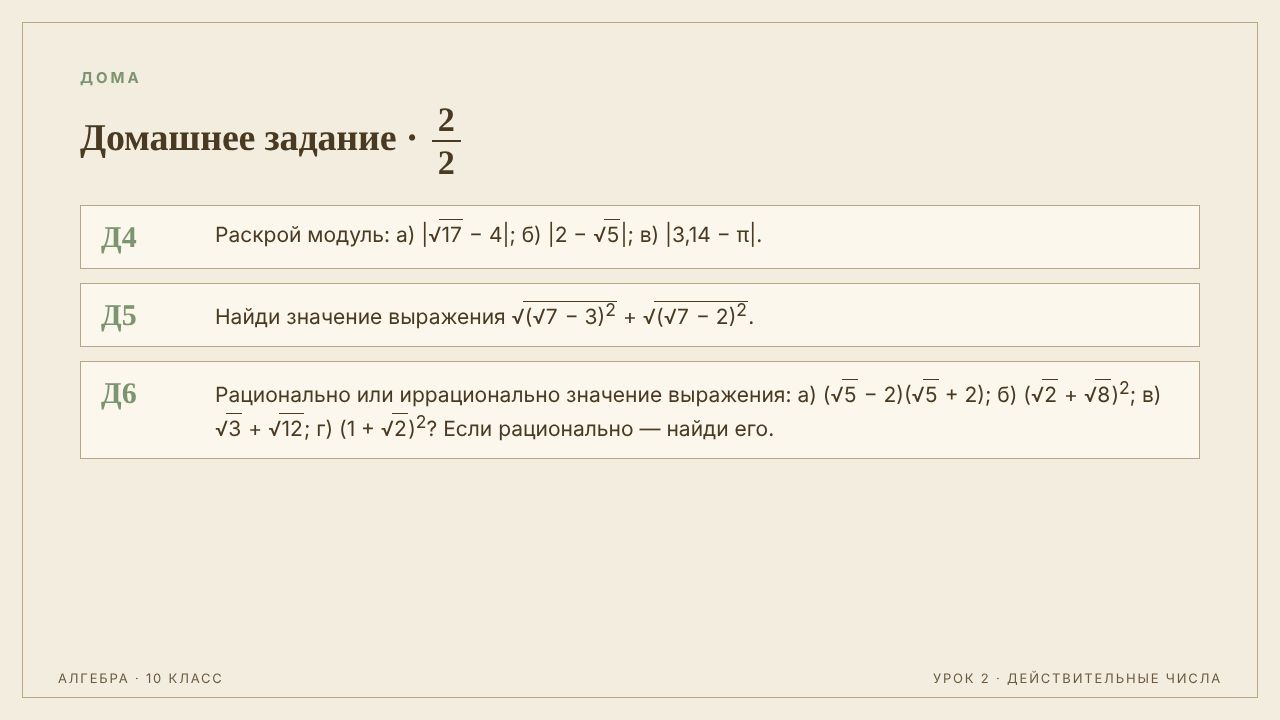 ДОМА
Домашнее задание · 2/2
Д4
Раскрой модуль: а) |√17 − 4|; б) |2 − √5|; в) |3,14 − π|.
Д5
Найди значение выражения √(√7 − 3)² + √(√7 − 2)².
Д6
Рационально или иррационально значение выражения: а) (√5 − 2)(√5 + 2); б) (√2 + √8)²; в)
√3 + √12; г) (1 + √2)²? Если рационально — найди его.
АЛГЕБРА · 10 КЛАСС
УРОК 2 · ДЕЙСТВИТЕЛЬНЫЕ ЧИСЛА